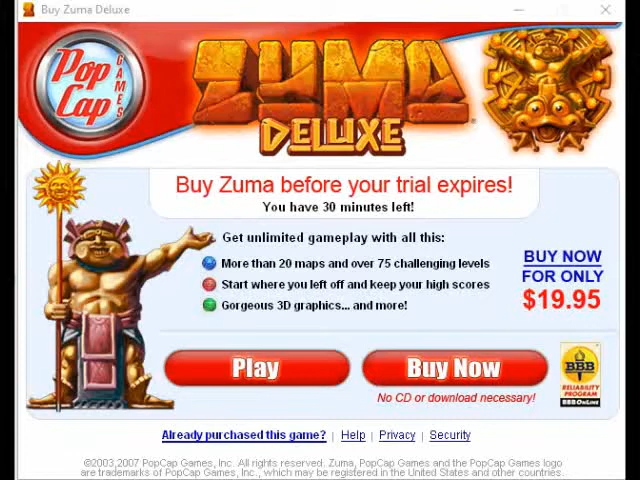 Buy Zuma Deluxe
Pop
Cap
GAMES
ZUMA
DELUXE
Buy Zuma before your trial expires!
You have 30 minutes left!
Get unlimited gameplay with all this:
More than 20 maps and over 75 challenging levels
Start where you left off and keep your high scores
Gorgeous 3D graphics... and more!
BUY NOW
FOR ONLY
$19.95
Play
Buy Now
No CD or download necessary!
BBB
RELIABILITY
PROGRAM
BBBONLINE
Already purchased this game? | Help | Privacy | Security
©2003,2007 PopCap Games, Inc. All rights reserved. Zuma, PopCap Games and the PopCap Games logo
are trademarks of PopCap Games, Inc., which may be registered in the United States and other countries.